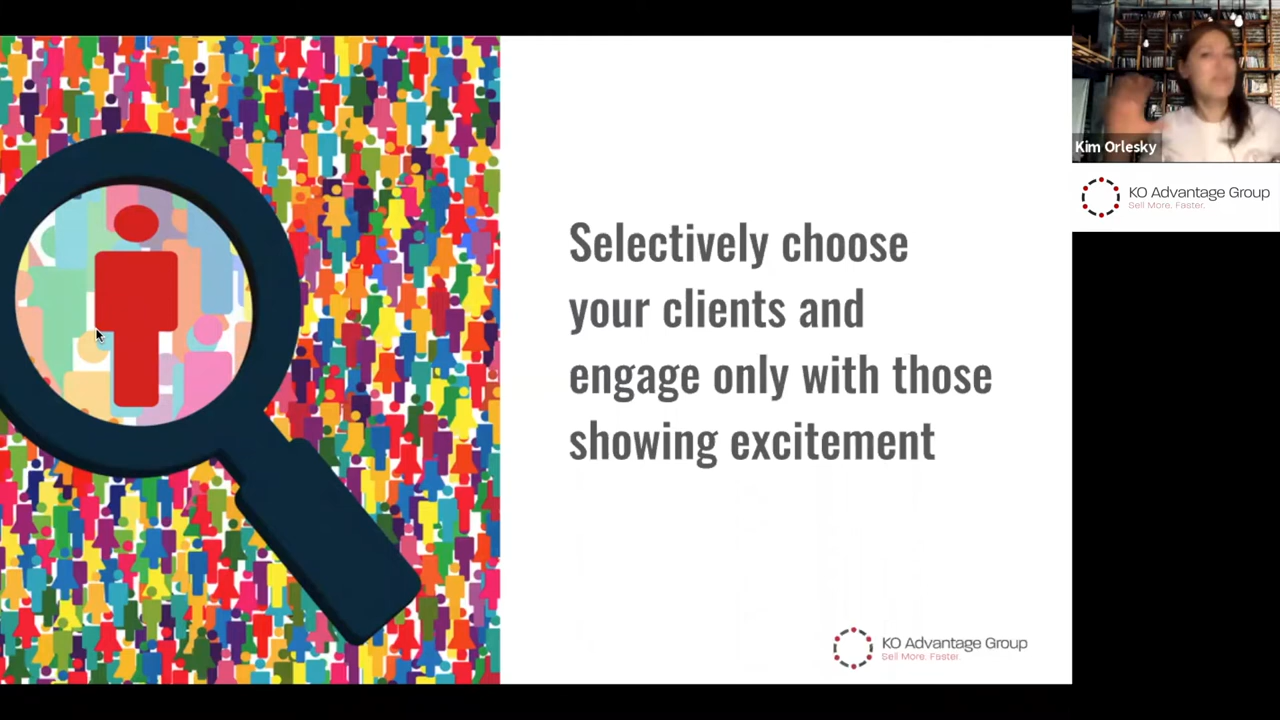 Selectively choose
your clients and
engage only with those
showing excitement
KO Advantage Group
Sell More. Faster.
Kim Orlesky
KO Advantage Group
Sell More. Faster.